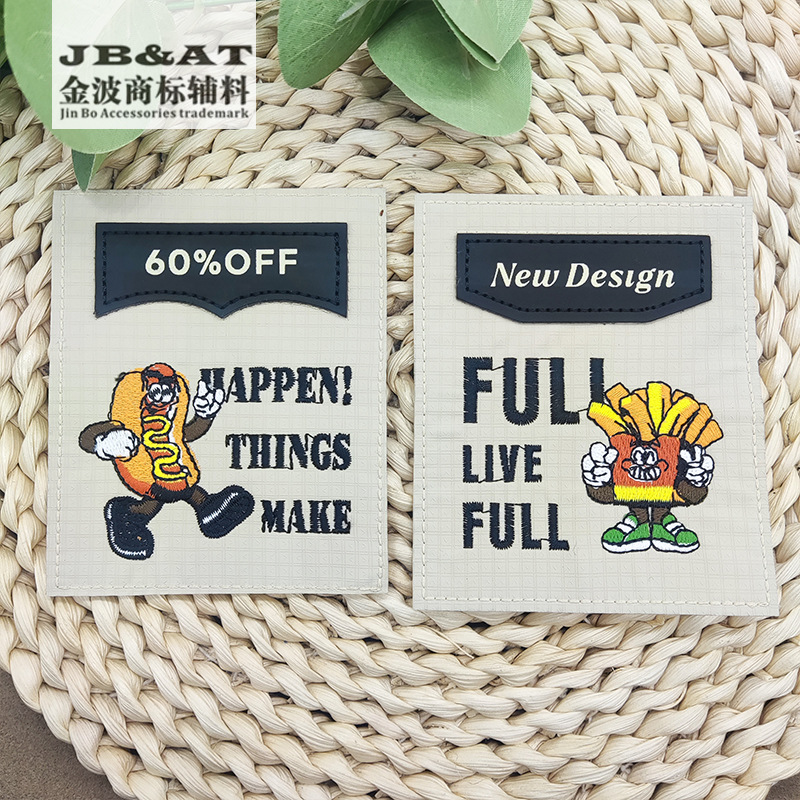 JB&AT
金波商标辅料
Jin Bo Accessories trademark
60%OFF
HAPPEN!
THINGS
MAKE
New Design
FULL
LIVE
FULL